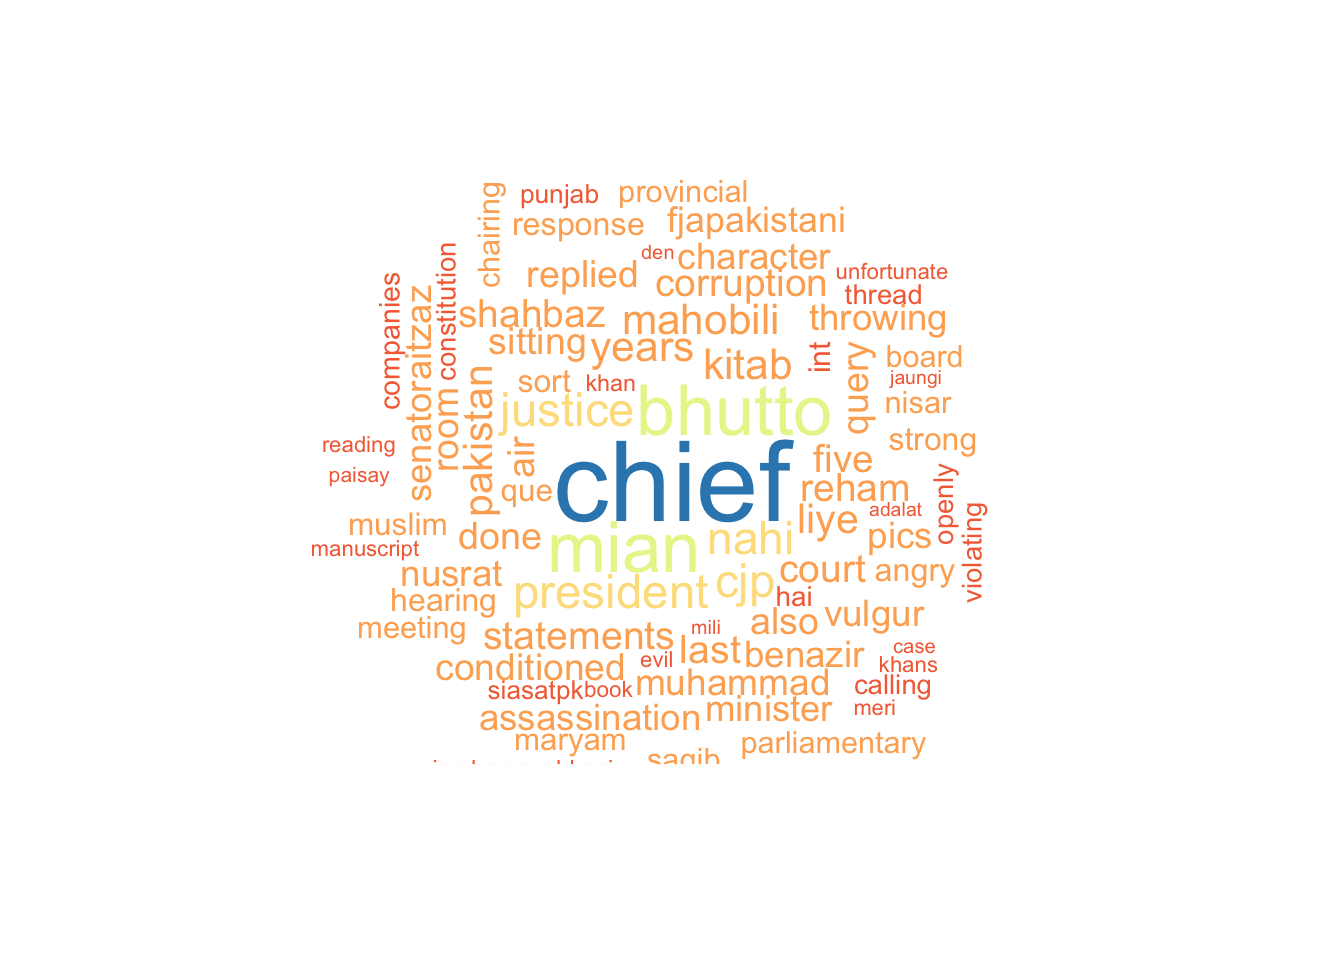 punjab
provincial
chairing
response
fjapakistani
den
character
replied
corruption
unfortunate
thread
companies
senatoraitzaz
constitution
shahbaz
mahobili
throwing
sitting
years
kitab
int
query
board
jaungi
sort
khan
nisar
room
pakistan
justice
bhutto
strong
reading
air
chief
five
paisay
que
reham
openly
adalat
liye
violating
muslim
done
mian
nahi
pics
manuscript
nusrat
president
cjp
court
angry
hearing
hai
meeting
statements
mili
also
vulgur
conditioned
evil
last
benazir
case
khans
siasatpk
book
muhammad
calling
meri
assassination
minister
maryam
parliamentary
saqib